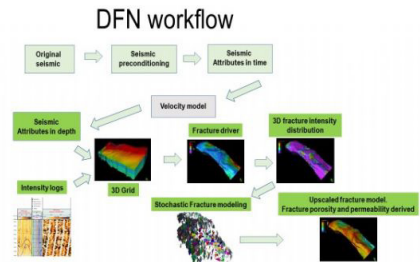 DFN workflow
Original
seismic
Seismic
preconditioning
Seismic
Attributes in time
Velocity model
Seismic
Attributes in depth
Fracture driver
3D fracture intensity
distribution
Intensity logs
3D Grid
Stochastic Fracture modeling
Upscaled fracture model.
Fracture porosity and permeability derived